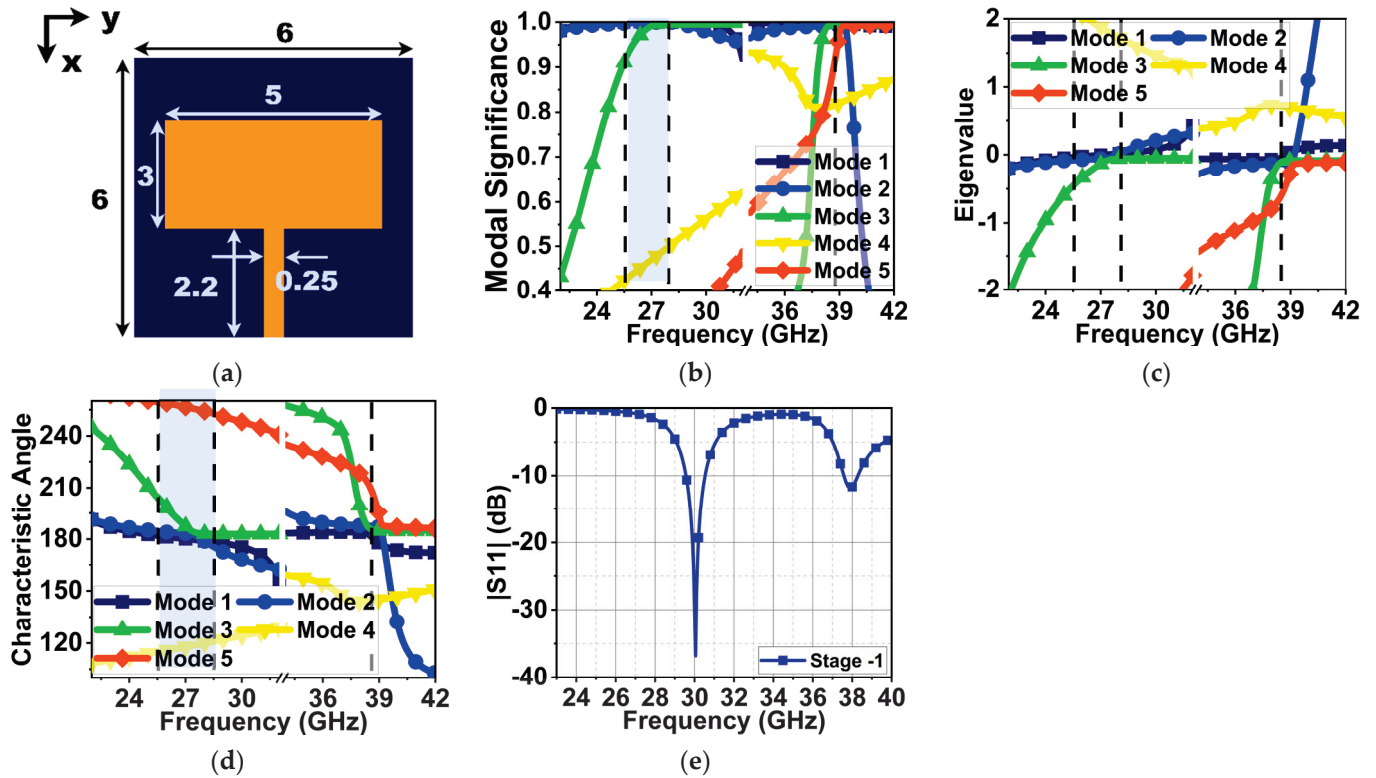 y
x
6
6
5
3
2.2
0.25
(a)
Modal Significance
1.0
0.9
0.8
0.7
0.6
0.5
0.4
Mode 1
Mode 2
Mode 3
Mode 4
Mode 5
24 27 30 33 36 39 42
Frequency (GHz)
(b)
Eigenvalue
2
1
0
-1
-2
Mode 1 Mode 2
Mode 3 Mode 4
Mode 5
24 27 30 36 39 42
Frequency (GHz)
(c)
Characteristic Angle
240
210
180
150
120
Mode 1 Mode 2
Mode 3 Mode 4
Mode 5
24 27 30 36 39 42
Frequency (GHz)
(d)
|S11| (dB)
0
-10
-20
-30
-40
Stage -1
24 26 28 30 32 34 36 38 40
Frequency (GHz)
(e)